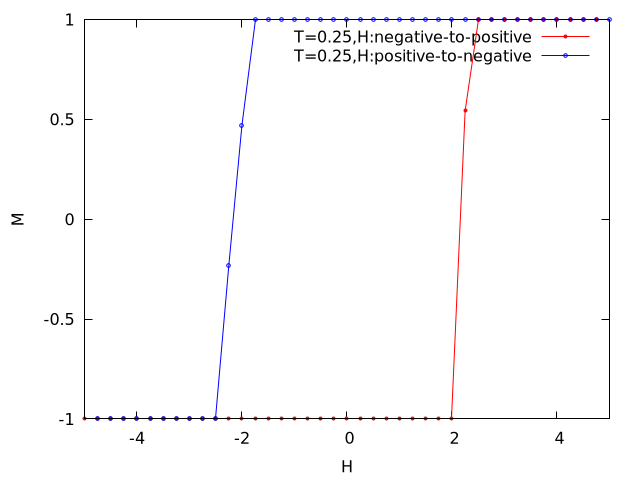 T=0.25,H:negative-to-positive
T=0.25,H:positive-to-negative
1
0.5
0
-0.5
-1
M
-4
-2
0
2
4
H